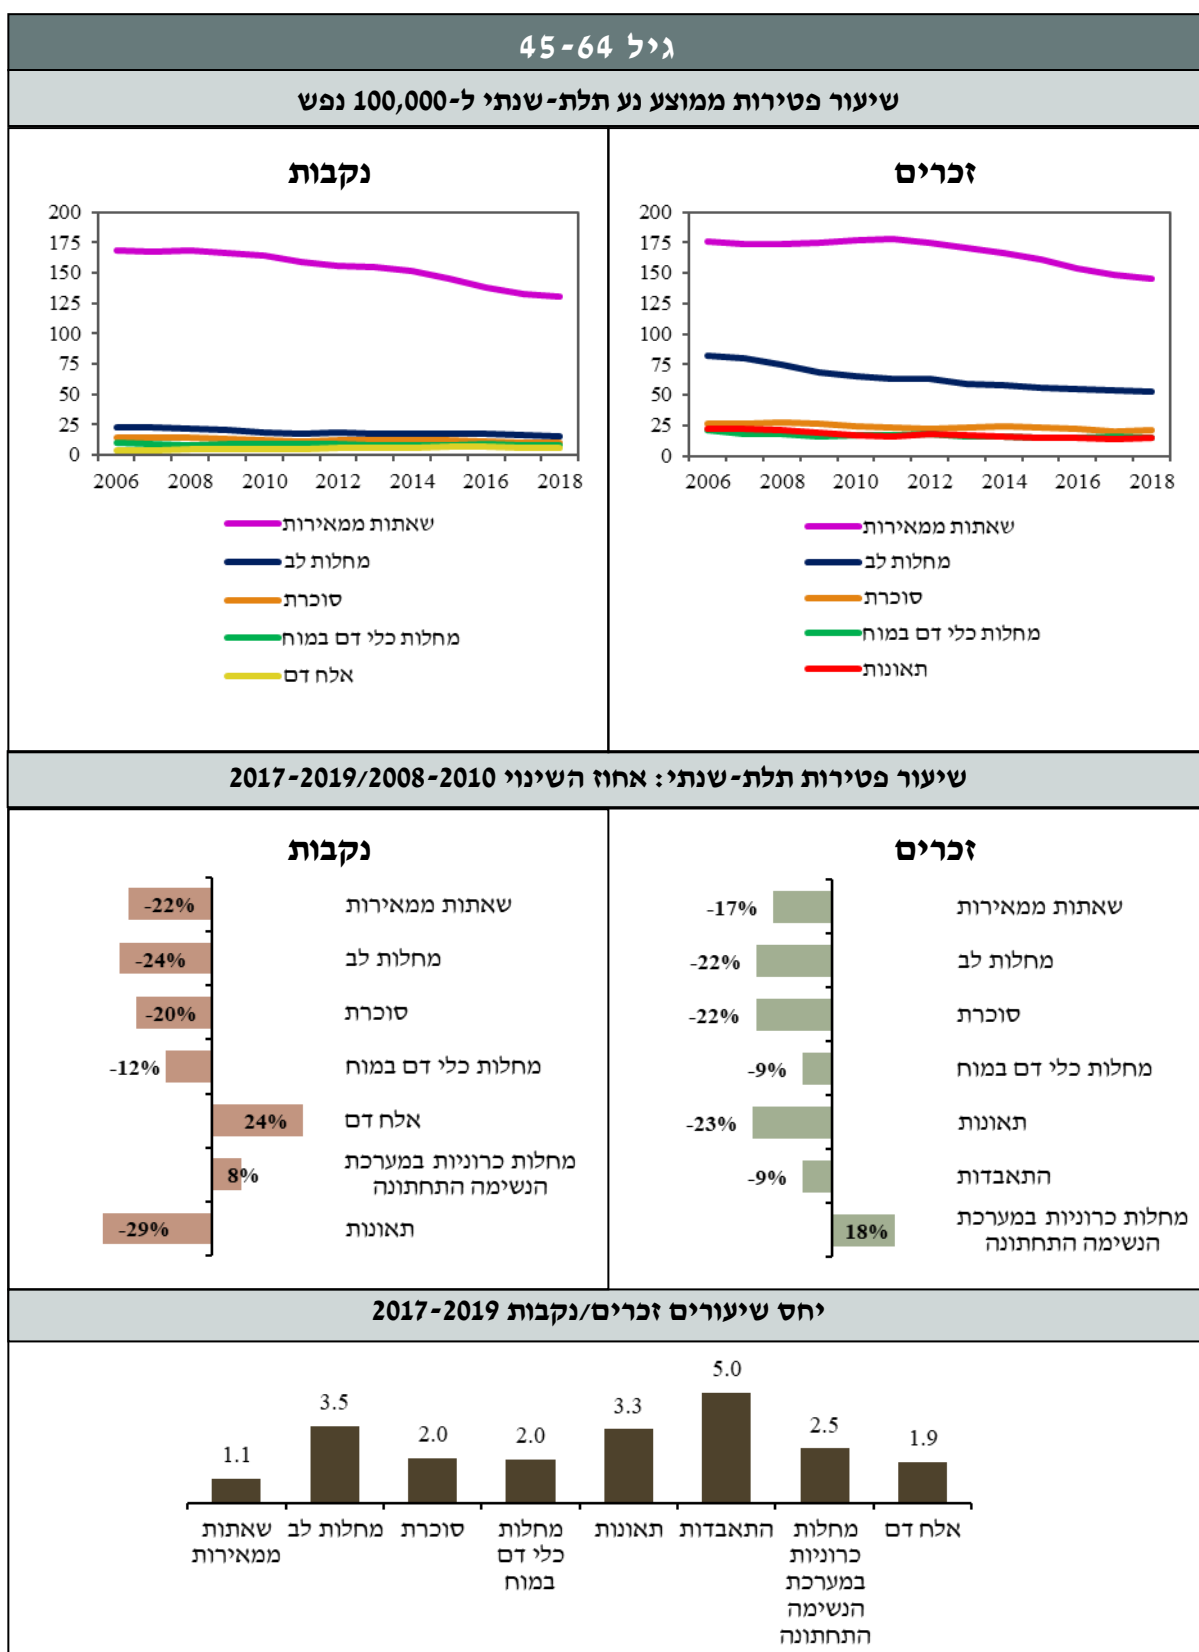 גיל 45-64
שיעור פטירות ממוצע נע תלת-שנתי ל-100,000 נפש
זכרים
200
175
150
125
100
75
50
25
0
2006 2008 2010 2012 2014 2016 2018
שאתות ממאירות
מחלות לב
סוכרת
מחלות כלי דם במוח
תאונות
נקבות
200
175
150
125
100
75
50
25
0
2006 2008 2010 2012 2014 2016 2018
שאתות ממאירות
מחלות לב
סוכרת
מחלות כלי דם במוח
אלח דם
שיעור פטירות תלת-שנתי: אחוז השינוי 2017-2019/2008-2010
זכרים
שאתות ממאירות -17%
מחלות לב -22%
סוכרת -22%
מחלות כלי דם במוח -9%
תאונות -23%
התאבדות -9%
מחלות כרוניות במערכת
הנשימה התחתונה 18%
נקבות
שאתות ממאירות -22%
מחלות לב -24%
סוכרת -20%
מחלות כלי דם במוח -12%
אלח דם 24%
מחלות כרוניות במערכת
הנשימה התחתונה 8%
תאונות -29%
יחס שיעורים זכרים/נקבות 2017-2019
1.1
3.5
2.0
2.0
3.3
5.0
2.5
1.9
שאתות
ממאירות
מחלות לב
סוכרת
מחלות
כלי דם
במוח
תאונות
התאבדות
מחלות
כרוניות
במערכת
הנשימה
התחתונה
אלח דם